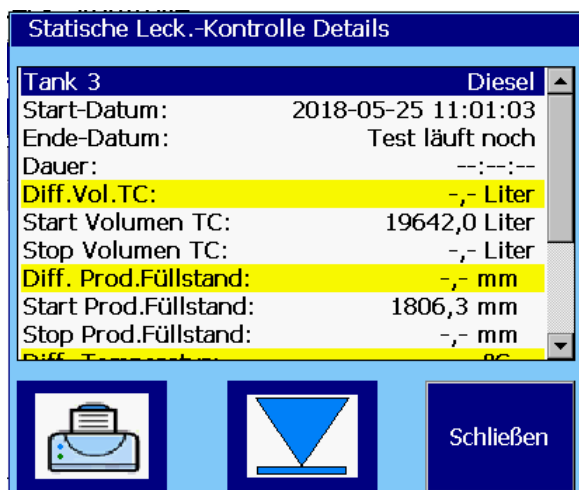 Statische Leck.-Kontrolle Details
Tank 3 Diesel
Start-Datum: 2018-05-25 11:01:03
Ende-Datum: Test läuft noch
Dauer: --:--:--
Diff.Vol.TC: -,- Liter
Start Volumen TC: 19642,0 Liter
Stop Volumen TC: -,- Liter
Diff. Prod.Füllstand: -,- mm
Start Prod.Füllstand: 1806,3 mm
Stop Prod.Füllstand: -,- mm
Schließen